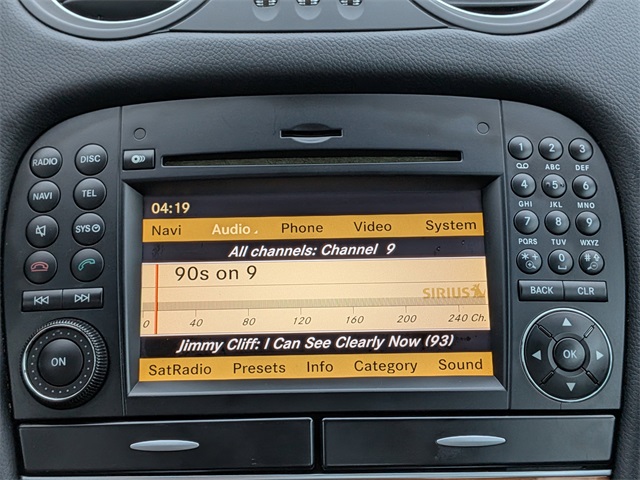 RADIO
DISC
NAVI
TEL
SYS
ON
04:19
Navi Audio Phone Video System
All channels: Channel 9
90s on 9
SIRIUS
0 40 80 120 160 200 240 Ch.
Jimmy Cliff: I Can See Clearly Now (93)
SatRadio Presets Info Category Sound
1 2 3
ABC DEF
4 5 6
GHI JKL MNO
7 8 9
PQRS TUV WXYZ
* 0 #
BACK CLR
OK